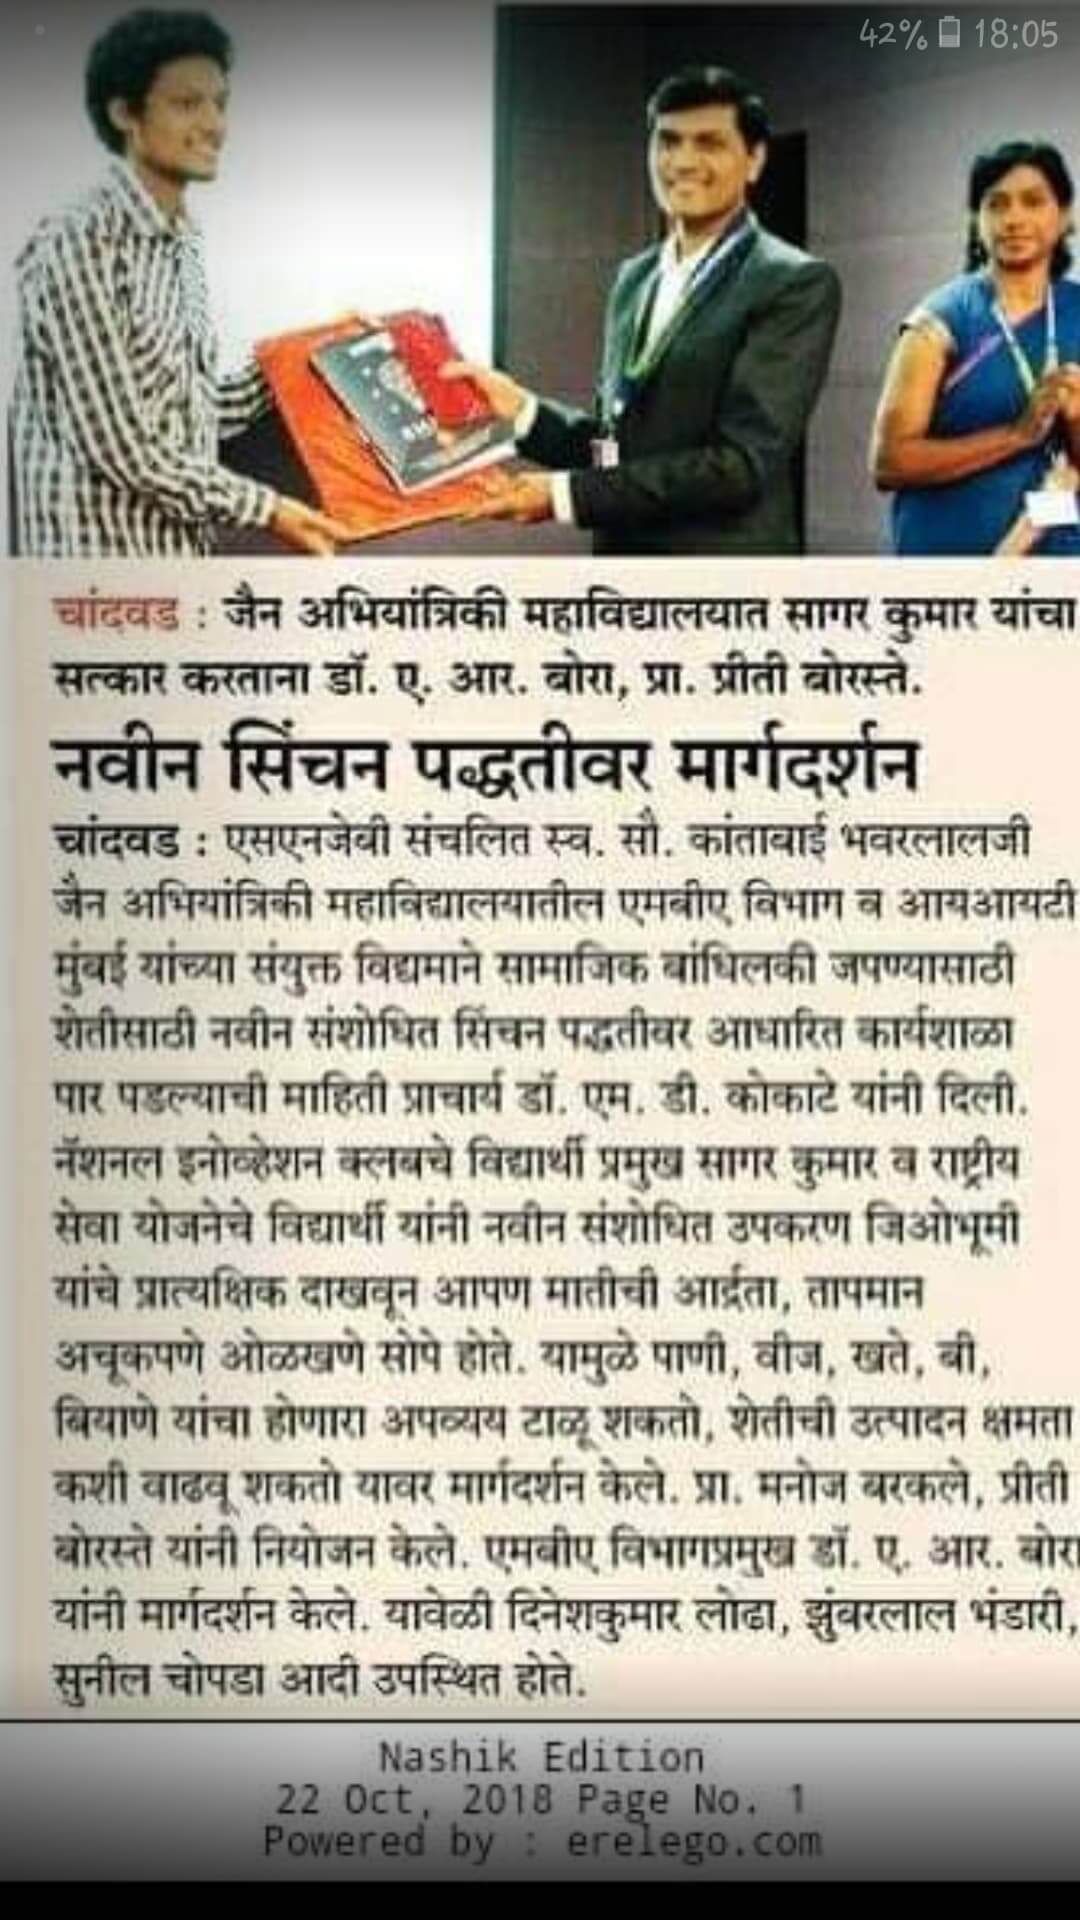 42% 18:05
चांदवड : जैन अभियांत्रिकी महाविद्यालयात सागर कुमार यांचा
सत्कार करताना डॉ. ए. आर. बोरा, प्रा. प्रीती बोरस्ते.
नवीन सिंचन पद्धतीवर मार्गदर्शन
चांदवड : एसएनजेबी संचलित स्व. सौ. कांताबाई भवरलालजी
जैन अभियांत्रिकी महाविद्यालयातील एमबीए विभाग व आयआयटी
मुंबई यांच्या संयुक्त विद्यमाने सामाजिक बांधिलकी जपण्यासाठी
शेतीसाठी नवीन संशोधित सिंचन पद्धतीवर आधारित कार्यशाळा
पार पडल्याची माहिती प्राचार्य डॉ. एम. डी. कोकाटे यांनी दिली.
नॅशनल इनोव्हेशन क्लबचे विद्यार्थी प्रमुख सागर कुमार व राष्ट्रीय
सेवा योजनेचे विद्यार्थी यांनी नवीन संशोधित उपकरण जिओभूमी
यांचे प्रात्यक्षिक दाखवून आपण मातीची आर्द्रता, तापमान
अचूकपणे ओळखणे सोपे होते. यामुळे पाणी, वीज, खते, बी,
बियाणे यांचा होणारा अपव्यय टाळू शकतो, शेतीची उत्पादन क्षमता
कशी वाढवू शकतो यावर मार्गदर्शन केले. प्रा. मनोज बरकले, प्रीती
बोरस्ते यांनी नियोजन केले. एमबीए विभागप्रमुख डॉ. ए. आर. बोरा
यांनी मार्गदर्शन केले. यावेळी दिनेशकुमार लोढा, झुंबरलाल भंडारी,
सुनील चोपडा आदी उपस्थित होते.
Nashik Edition
22 Oct, 2018 Page No. 1
Powered by : erelego.com